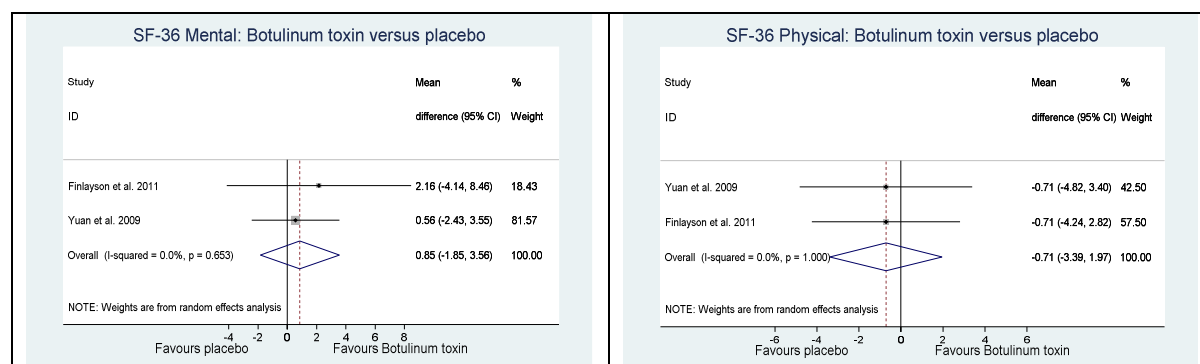 SF-36 Mental: Botulinum toxin versus placebo
Study Mean %
ID difference (95% CI) Weight
Finlayson et al. 2011 2.16 (-4.14, 8.46) 18.43
Yuan et al. 2009 0.56 (-2.43, 3.55) 81.57
Overall (I-squared = 0.0%, p = 0.653) 0.85 (-1.85, 3.56) 100.00
NOTE: Weights are from random effects analysis
-4 -2 0 2 4 6 8
Favours placebo Favours Botulinum toxin
SF-36 Physical: Botulinum toxin versus placebo
Study Mean %
ID difference (95% CI) Weight
Yuan et al. 2009 -0.71 (-4.82, 3.40) 42.50
Finlayson et al. 2011 -0.71 (-4.24, 2.82) 57.50
Overall (I-squared = 0.0%, p = 1.000) -0.71 (-3.39, 1.97) 100.00
NOTE: Weights are from random effects analysis
-6 -4 -2 0 2 4 6
Favours placebo Favours Botulinum toxin